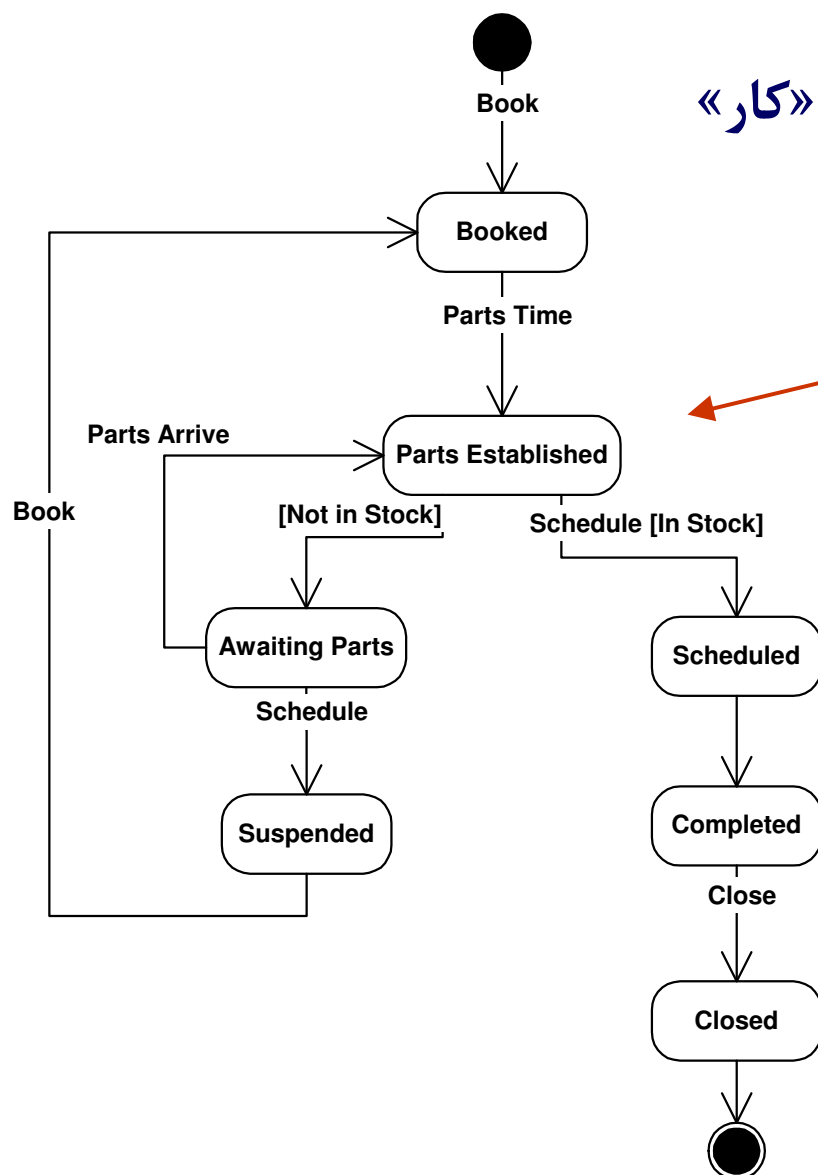 «کار»
Book
Booked
Parts Time
Parts Arrive
Parts Established
Book
[Not in Stock]
Schedule [In Stock]
Awaiting Parts
Scheduled
Schedule
Suspended
Completed
Close
Closed